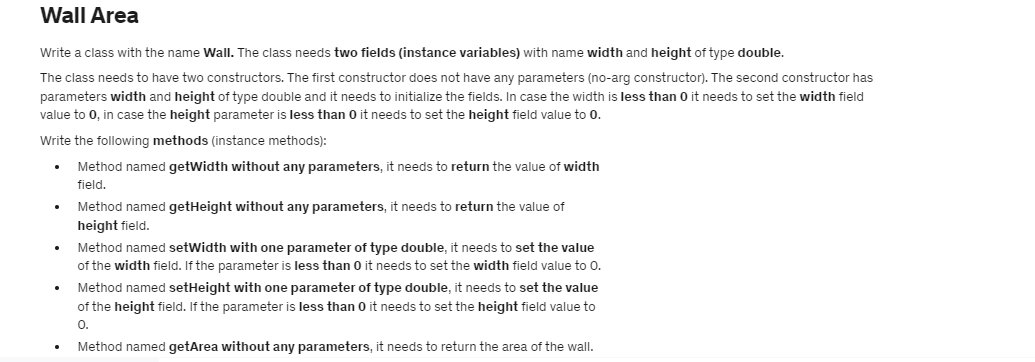 Wall Area
Write a class with the name Wall. The class needs two fields (instance variables) with name width and height of type double.
The class needs to have two constructors. The first constructor does not have any parameters (no-arg constructor). The second constructor has
parameters width and height of type double and it needs to initialize the fields. In case the width is less than 0 it needs to set the width field
value to 0, in case the height parameter is less than 0 it needs to set the height field value to 0.
Write the following methods (instance methods):
• Method named getWidth without any parameters, it needs to return the value of width
field.
• Method named getHeight without any parameters, it needs to return the value of
height field.
• Method named setWidth with one parameter of type double, it needs to set the value
of the width field. If the parameter is less than 0 it needs to set the width field value to 0.
• Method named setHeight with one parameter of type double, it needs to set the value
of the height field. If the parameter is less than 0 it needs to set the height field value to
0.
• Method named getArea without any parameters, it needs to return the area of the wall.